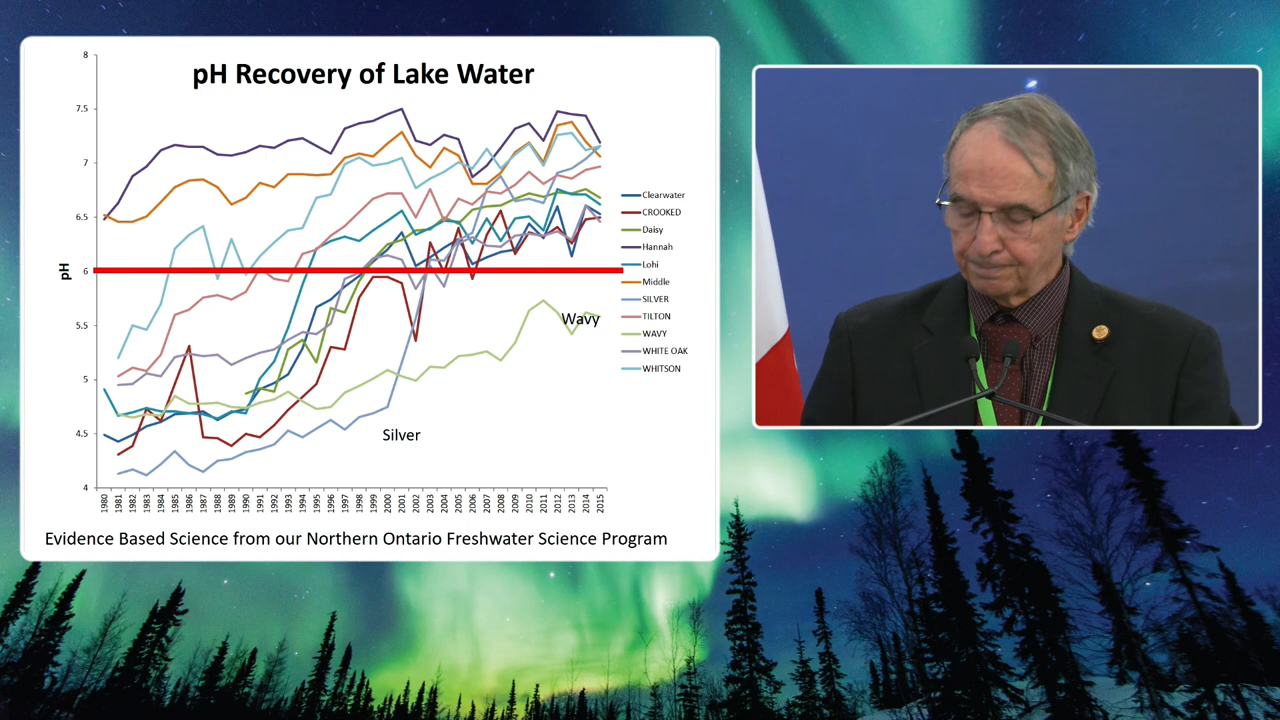 pH Recovery of Lake Water
8
7.5
7
6.5
6
5.5
5
4.5
4
pH
Wavy
Silver
1980 1981 1982 1983 1984 1985 1986 1987 1988 1989 1990 1991 1992 1993 1994 1995 1996 1997 1998 1999 2000 2001 2002 2003 2004 2005 2006 2007 2008 2009 2010 2011 2012 2013 2014 2015
Clearwater
CROOKED
Daisy
Hannah
Lohi
Middle
SILVER
TILTON
WAVY
WHITE OAK
WHITSON
Evidence Based Science from our Northern Ontario Freshwater Science Program